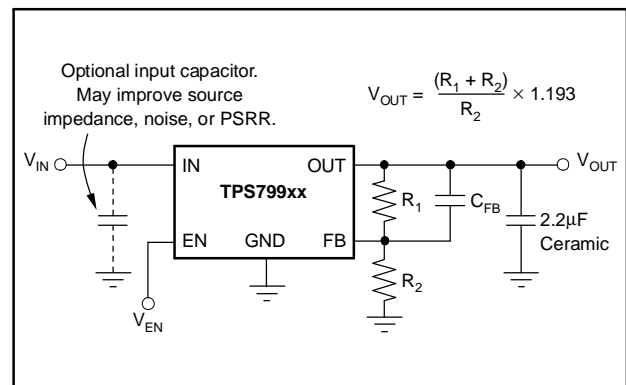 Optional input capacitor.
May improve source
impedance, noise, or PSRR.
V_OUT = (R_1 + R_2) / R_2 × 1.193
V_IN
IN
OUT
V_OUT
TPS799xx
R_1
C_FB
2.2µF
Ceramic
EN
GND
FB
R_2
V_EN